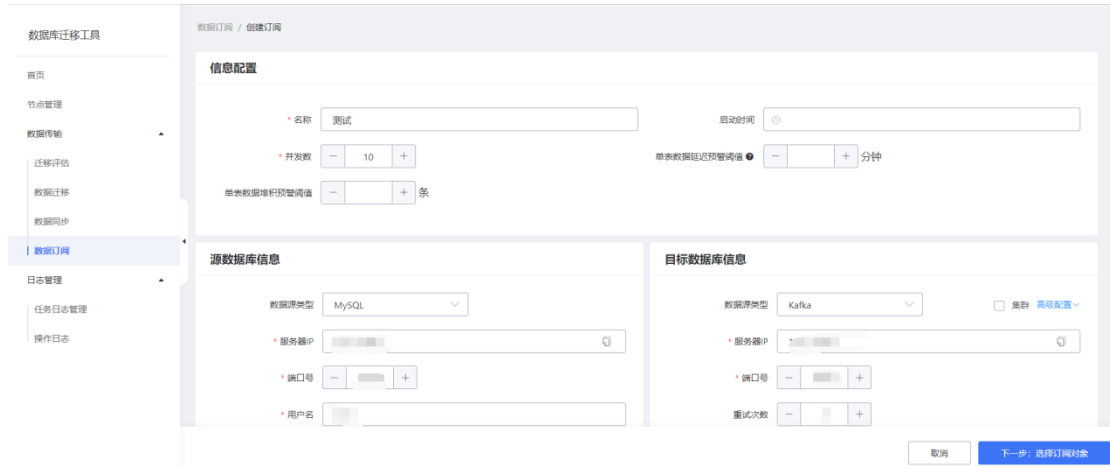 数据库迁移工具
首页
节点管理
数据传输
迁移评估
数据迁移
数据同步
数据订阅
日志管理
任务日志管理
操作日志
数据订阅 / 创建订阅
信息配置
* 名称 测试
启动时间
* 开发数 10
单表数据延迟预警阈值 分钟
单表数据堆积预警阈值 条
源数据库信息
数据源类型 MySQL
* 服务器IP
* 端口号
* 用户名
目标数据库信息
数据源类型 Kafka 集群 高级配置
* 服务器IP
* 端口号
重试次数
取消 下一步：选择订阅对象